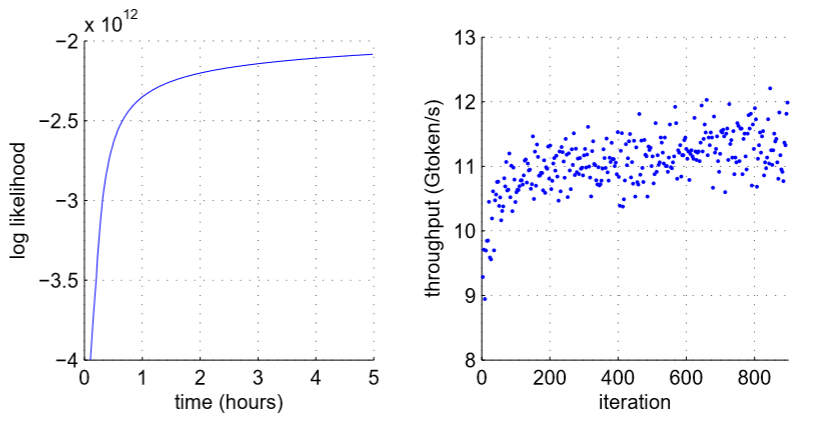 x 10^12
−2
−2.5
−3
−3.5
−4
log likelihood
0 1 2 3 4 5
time (hours)
13
12
11
10
9
8
throughput (Gtoken/s)
0 200 400 600 800
iteration